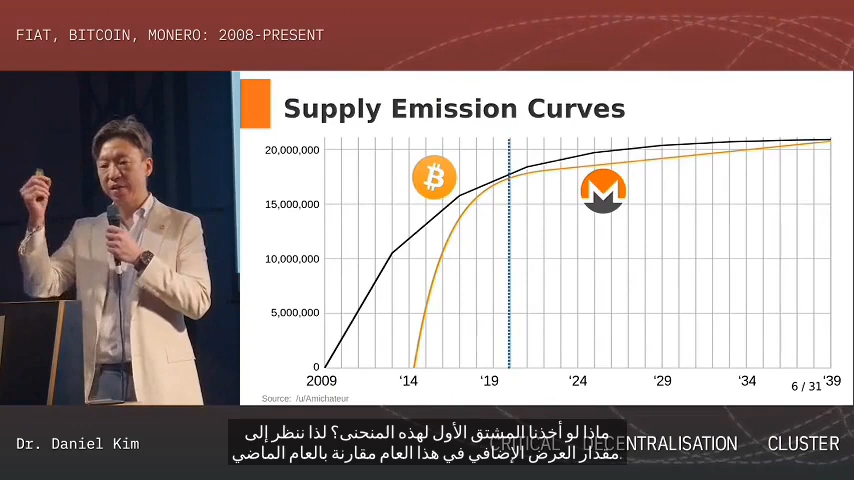 FIAT, BITCOIN, MONERO: 2008-PRESENT
Supply Emission Curves
20,000,000
15,000,000
10,000,000
5,000,000
0
2009 '14 '19 '24 '29 '39
6 / 31
Source: /u/Amichateur
ماذا لو أخذنا المشتق الأول لهذه المنحنى؟ لذا ننظر إلى
مقدار العرض الإضافي في هذا العام مقارنة بالعام الماضي.
Dr. Daniel Kim
CRITICAL DECENTRALISATION CLUSTER